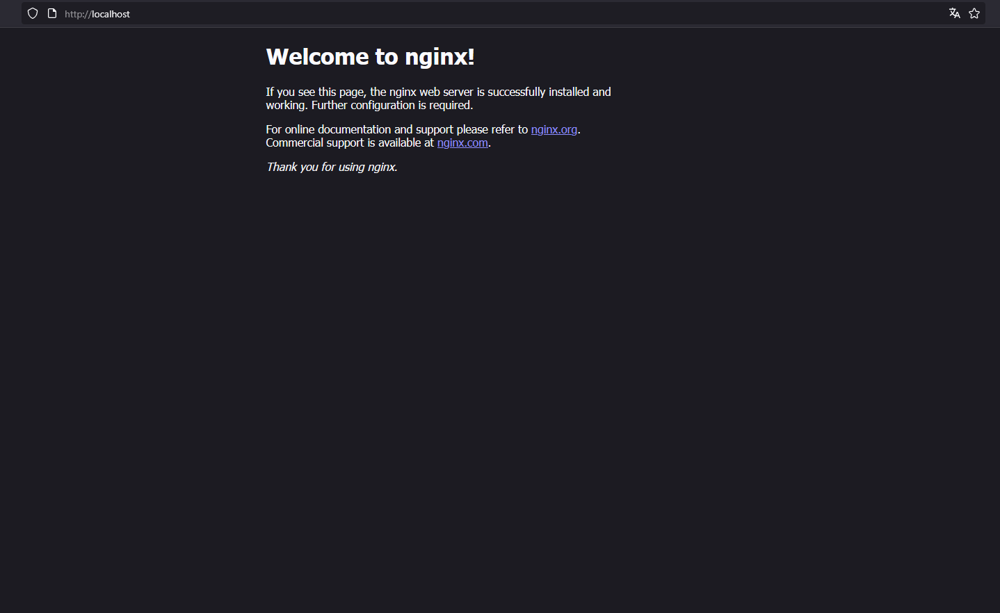 http://localhost
Welcome to nginx!
If you see this page, the nginx web server is successfully installed and
working. Further configuration is required.
For online documentation and support please refer to nginx.org.
Commercial support is available at nginx.com.
Thank you for using nginx.